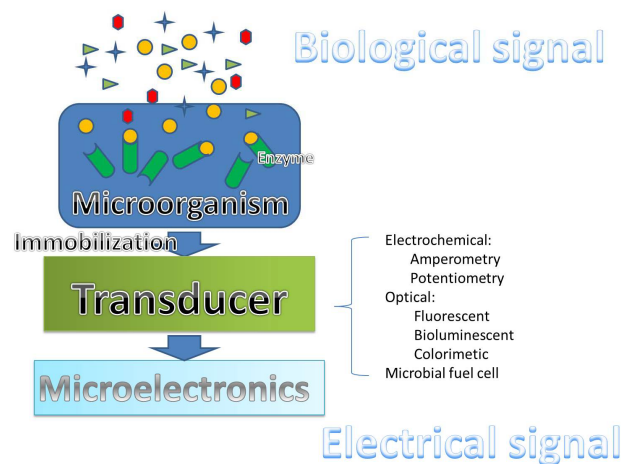 Biological signal
Enzyme
Microorganism
Immobilization
Transducer
Electrochemical:
Amperometry
Potentiometry
Optical:
Fluorescent
Bioluminescent
Colorimetic
Microbial fuel cell
Microelectronics
Electrical signal